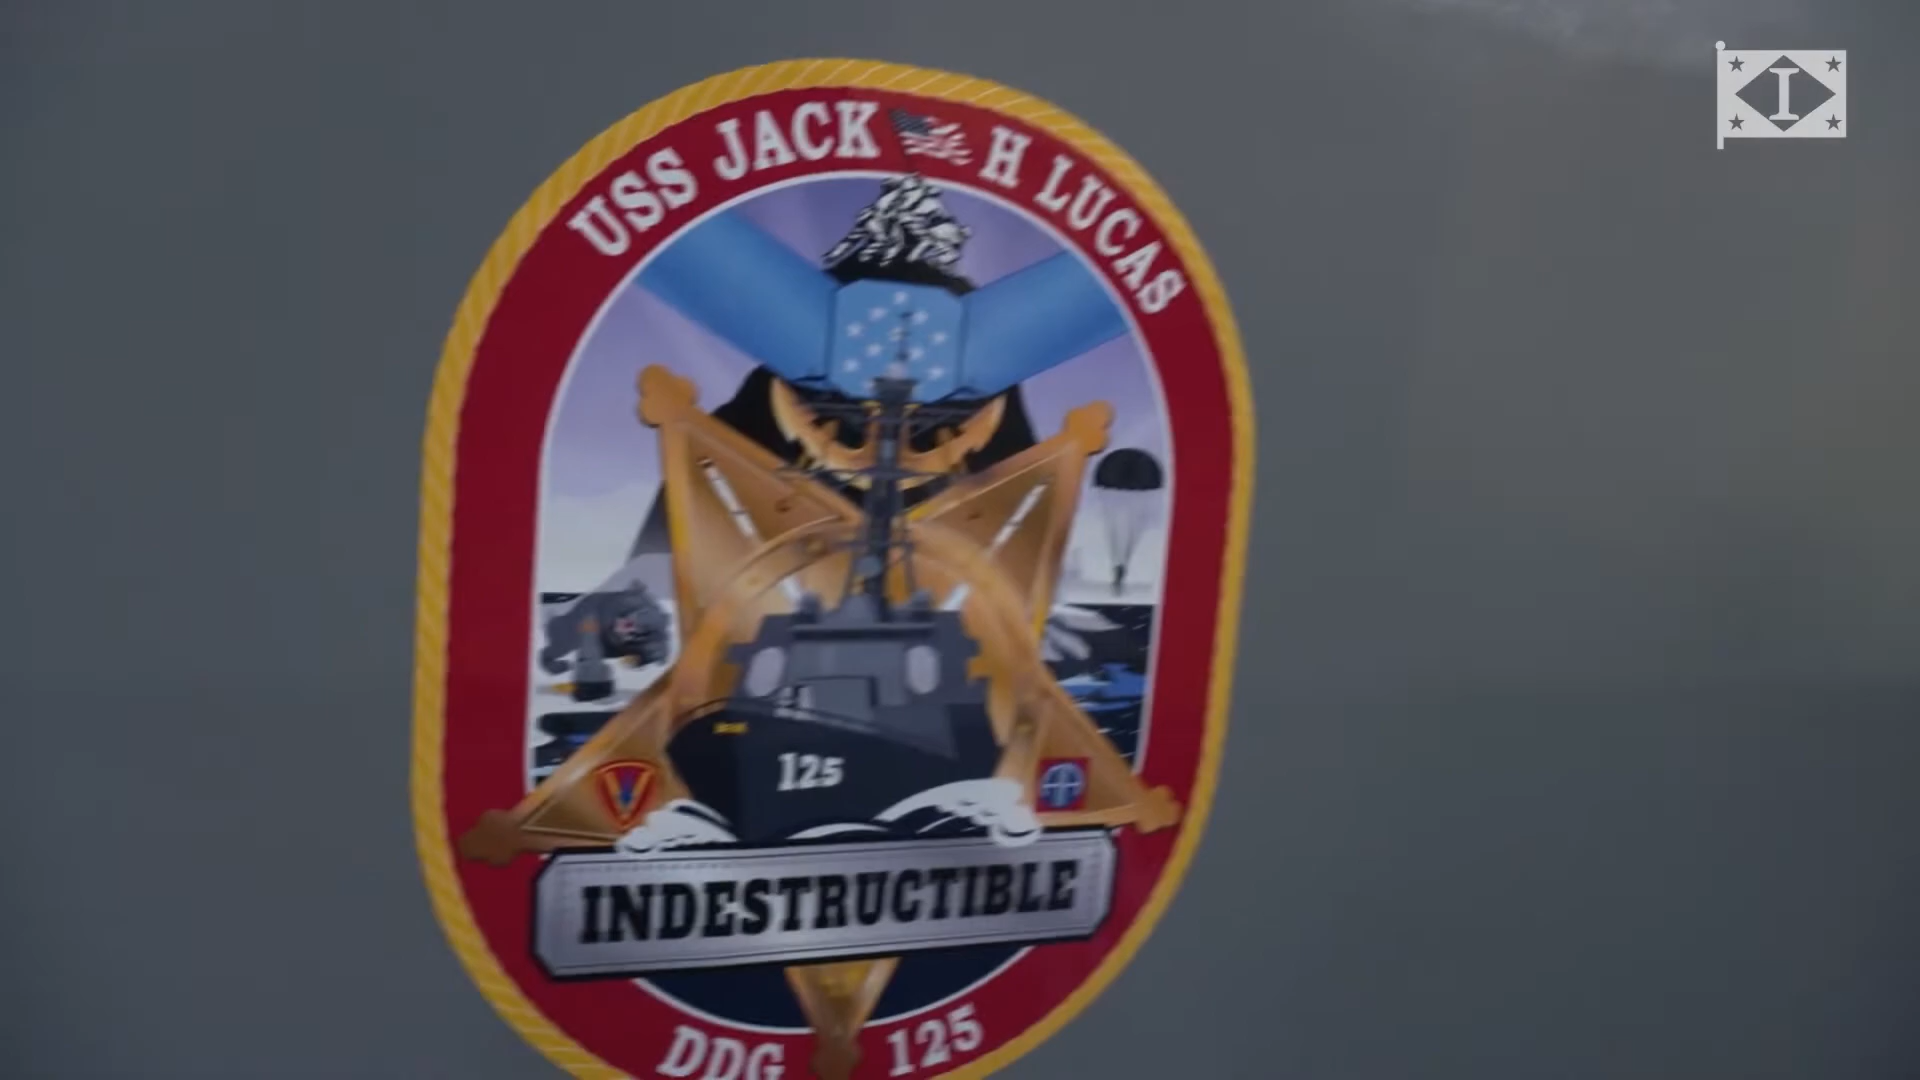 USS JACK H LUCAS
I
125
INDESTRUCTIBLE
DDG 125